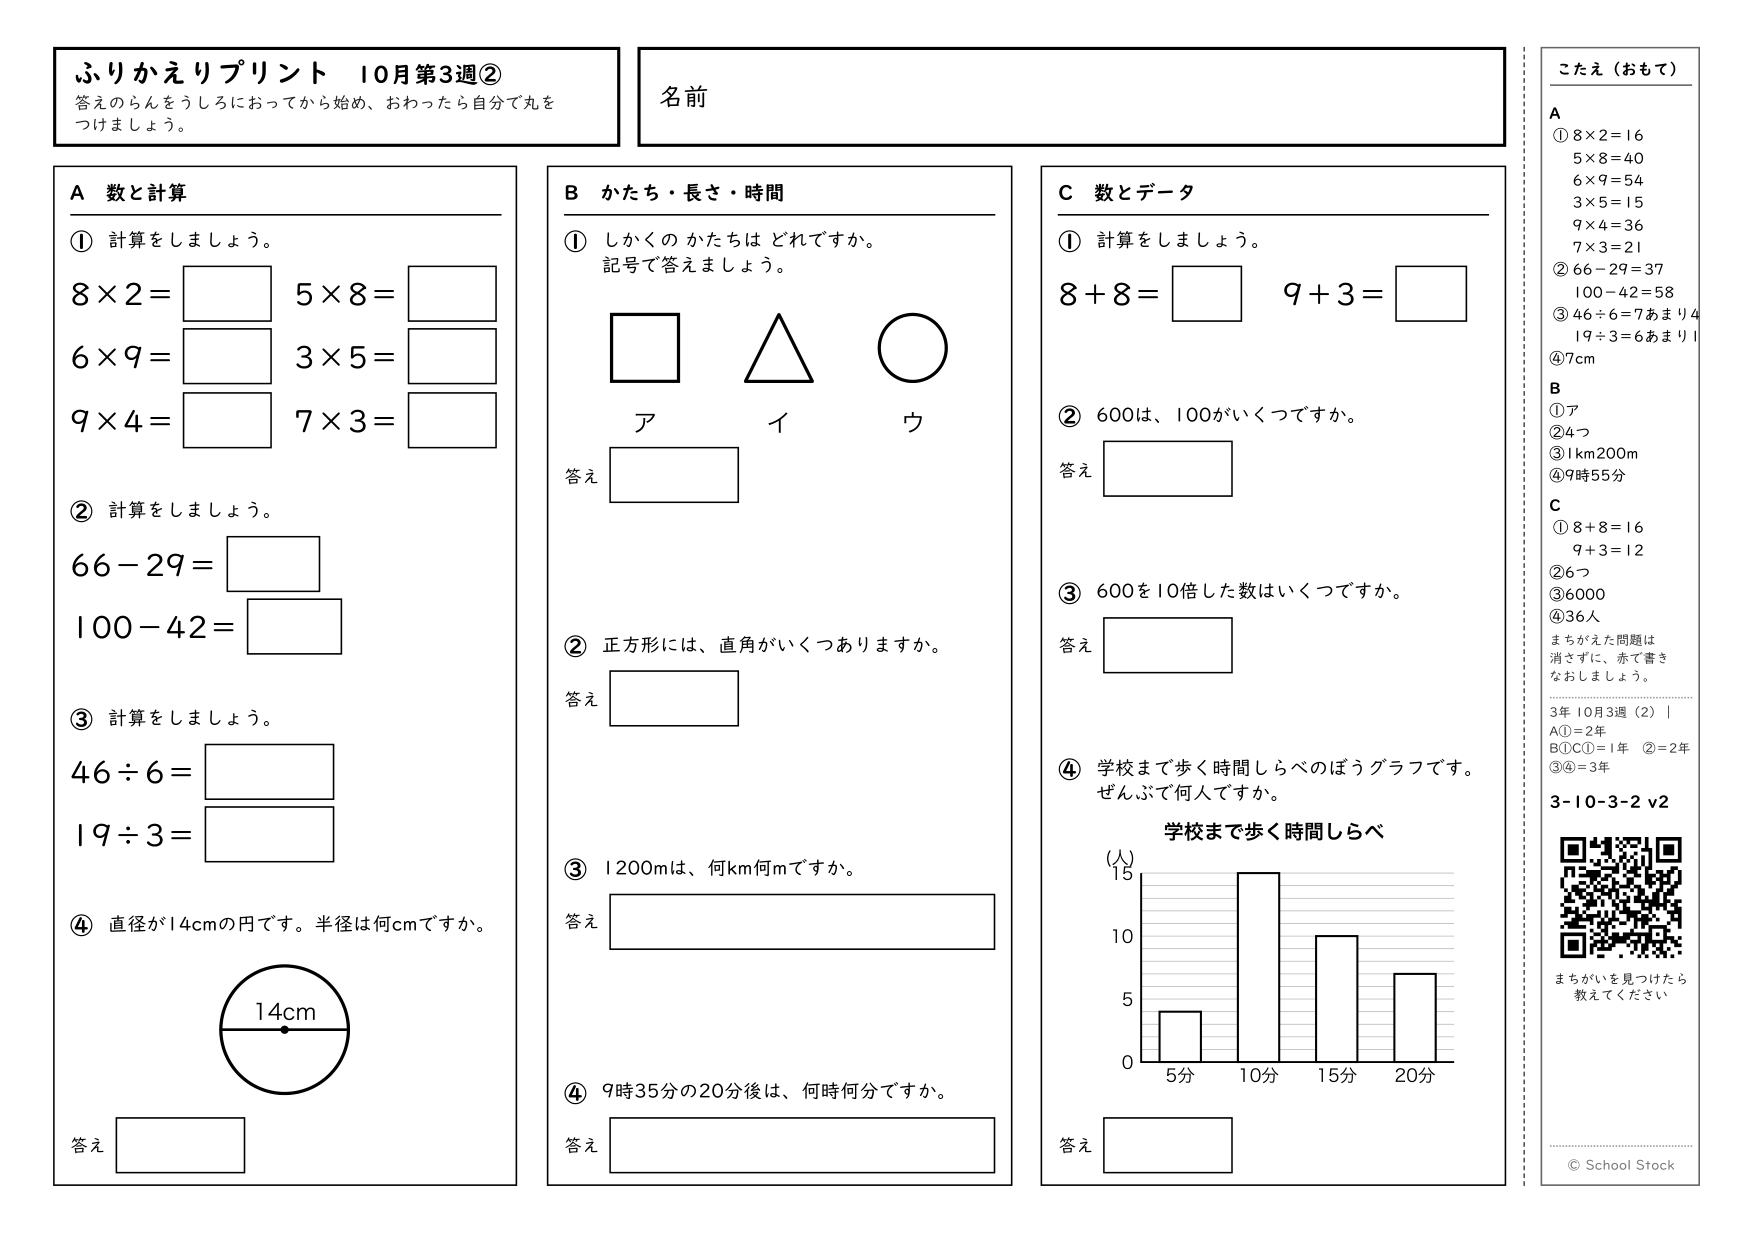 ふりかえりプリント　10月第3週②
答えのらんをうしろにおってから始め、おわったら自分で丸を
つけましょう。
名前
A　数と計算
① 計算をしましょう。
8×2＝　5×8＝
6×9＝　3×5＝
9×4＝　7×3＝
② 計算をしましょう。
66－29＝
100－42＝
③ 計算をしましょう。
46÷6＝
19÷3＝
④ 直径が14cmの円です。半径は何cmですか。
14cm
答え
B　かたち・長さ・時間
① しかくの かたちは どれですか。
記号で答えましょう。
ア　イ　ウ
答え
② 正方形には、直角がいくつありますか。
答え
③ 1200mは、何km何mですか。
答え
④ 9時35分の20分後は、何時何分ですか。
答え
C　数とデータ
① 計算をしましょう。
8＋8＝　9＋3＝
② 600は、100がいくつですか。
答え
③ 600を10倍した数はいくつですか。
答え
④ 学校まで歩く時間しらべのぼうグラフです。
ぜんぶで何人ですか。
学校まで歩く時間しらべ
(人)
15
10
5
0
5分　10分　15分　20分
答え
こたえ（おもて）
A
① 8×2＝16
5×8＝40
6×9＝54
3×5＝15
9×4＝36
7×3＝21
② 66－29＝37
100－42＝58
③ 46÷6＝7あまり4
19÷3＝6あまり1
④7cm
B
①ア
②4つ
③1km200m
④9時55分
C
① 8＋8＝16
9＋3＝12
②6つ
③6000
④36人
まちがえた問題は
消さずに、赤で書き
なおしましょう。
3年 10月3週（2）｜
A①＝2年
B①C①＝1年　②＝2年
③④＝3年
3-10-3-2 v2
まちがいを見つけたら
教えてください
© School Stock